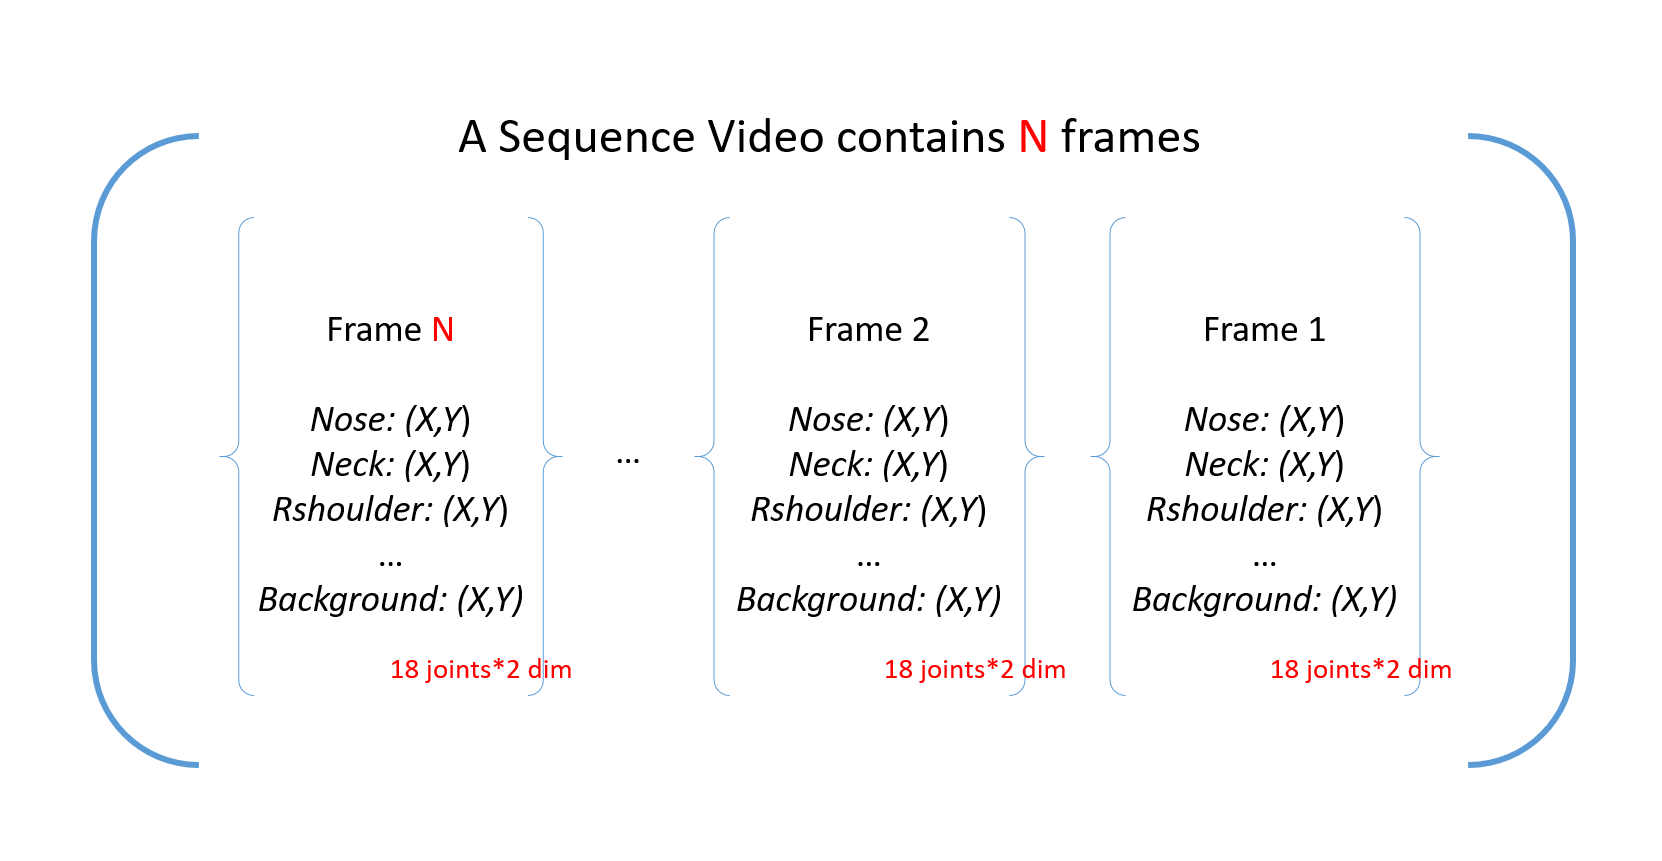 A Sequence Video contains N frames
Frame N
Nose: (X,Y)
Neck: (X,Y)
Rshoulder: (X,Y)
...
Background: (X,Y)
18 joints*2 dim
...
Frame 2
Nose: (X,Y)
Neck: (X,Y)
Rshoulder: (X,Y)
...
Background: (X,Y)
18 joints*2 dim
Frame 1
Nose: (X,Y)
Neck: (X,Y)
Rshoulder: (X,Y)
...
Background: (X,Y)
18 joints*2 dim